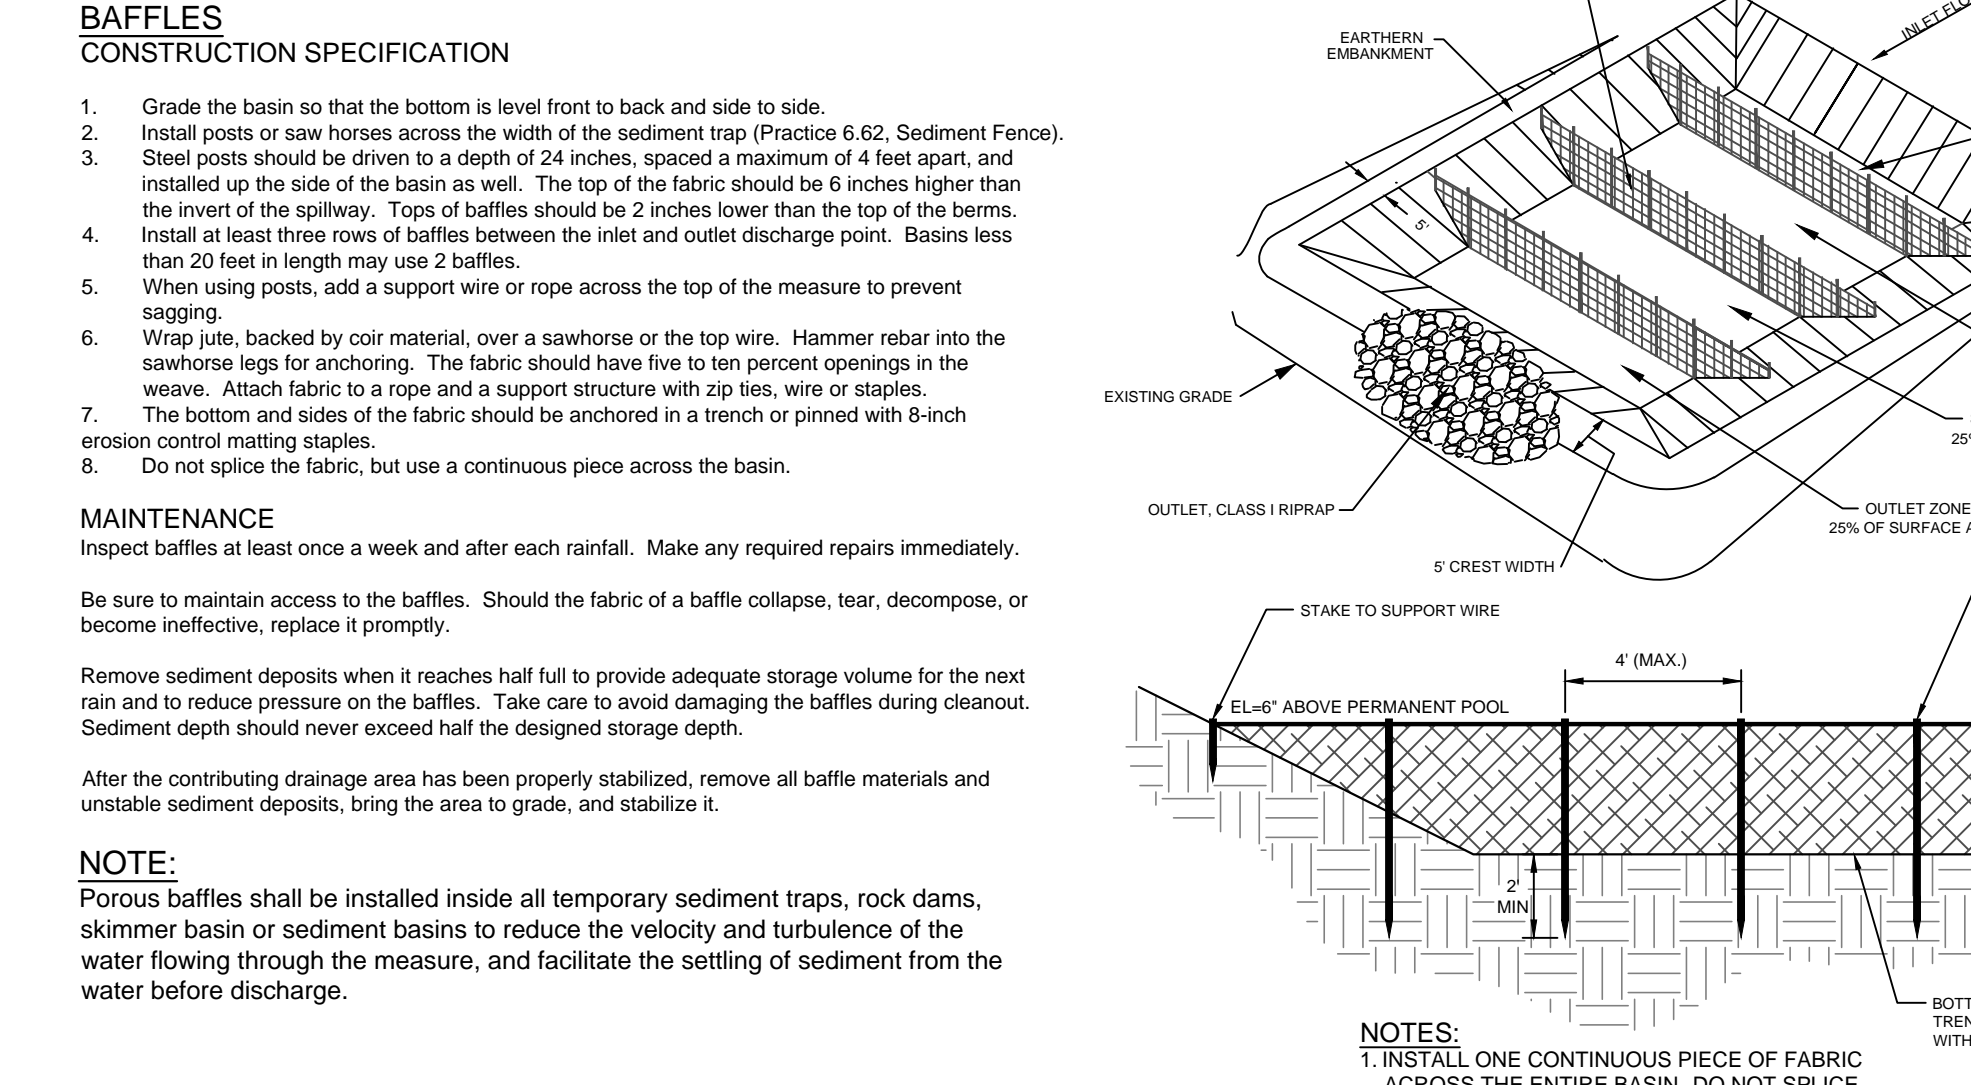 BAFFLES
CONSTRUCTION SPECIFICATION
1. Grade the basin so that the bottom is level front to back and side to side.
2. Install posts or saw horses across the width of the sediment trap (Practice 6.62, Sediment Fence).
3. Steel posts should be driven to a depth of 24 inches, spaced a maximum of 4 feet apart, and
installed up the side of the basin as well. The top of the fabric should be 6 inches higher than
the invert of the spillway. Tops of baffles should be 2 inches lower than the top of the berms.
4. Install at least three rows of baffles between the inlet and outlet discharge point. Basins less
than 20 feet in length may use 2 baffles.
5. When using posts, add a support wire or rope across the top of the measure to prevent
sagging.
6. Wrap jute, backed by coir material, over a sawhorse or the top wire. Hammer rebar into the
sawhorse legs for anchoring. The fabric should have five to ten percent openings in the
weave. Attach fabric to a rope and a support structure with zip ties, wire or staples.
7. The bottom and sides of the fabric should be anchored in a trench or pinned with 8-inch
erosion control matting staples.
8. Do not splice the fabric, but use a continuous piece across the basin.
MAINTENANCE
Inspect baffles at least once a week and after each rainfall. Make any required repairs immediately.
Be sure to maintain access to the baffles. Should the fabric of a baffle collapse, tear, decompose, or
become ineffective, replace it promptly.
Remove sediment deposits when it reaches half full to provide adequate storage volume for the next
rain and to reduce pressure on the baffles. Take care to avoid damaging the baffles during cleanout.
Sediment depth should never exceed half the designed storage depth.
After the contributing drainage area has been properly stabilized, remove all baffle materials and
unstable sediment deposits, bring the area to grade, and stabilize it.
NOTE:
Porous baffles shall be installed inside all temporary sediment traps, rock dams,
skimmer basin or sediment basins to reduce the velocity and turbulence of the
water flowing through the measure, and facilitate the settling of sediment from the
water before discharge.
EARTHERN
EMBANKMENT
INLET FLO
5'
EXISTING GRADE
25%
OUTLET, CLASS I RIPRAP
OUTLET ZONE
25% OF SURFACE A
5' CREST WIDTH
STAKE TO SUPPORT WIRE
4' (MAX.)
EL=6" ABOVE PERMANENT POOL
2'
MIN
BOTT
TREN
WITH
NOTES:
1. INSTALL ONE CONTINUOUS PIECE OF FABRIC
ACROSS THE ENTIRE BASIN. DO NOT SPLICE